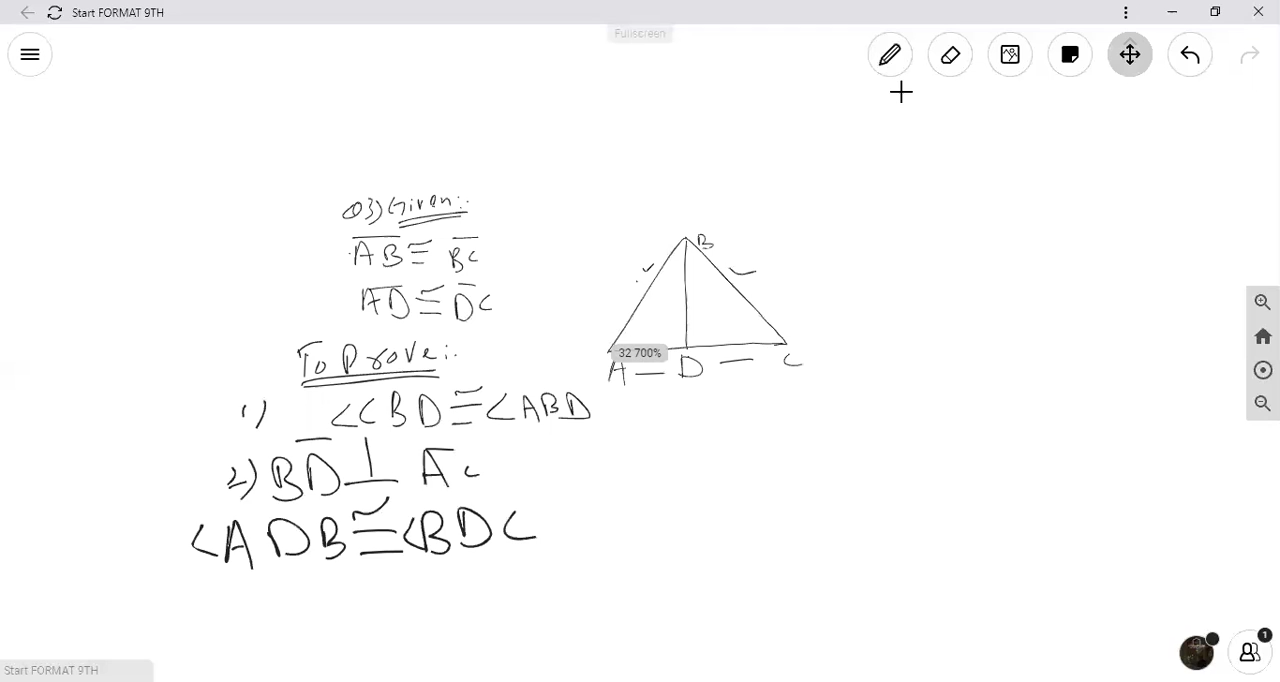 Start FORMAT 9TH
Fullscreen
Q3) Given:-
AB ≅ BC
AD ≅ DC
To Prove:-
1) <CBD ≅ <ABD
2) BD ⊥ AC
<ADB ≅ <BDC
B
32 700%
A D C
Start FORMAT 9TH
1